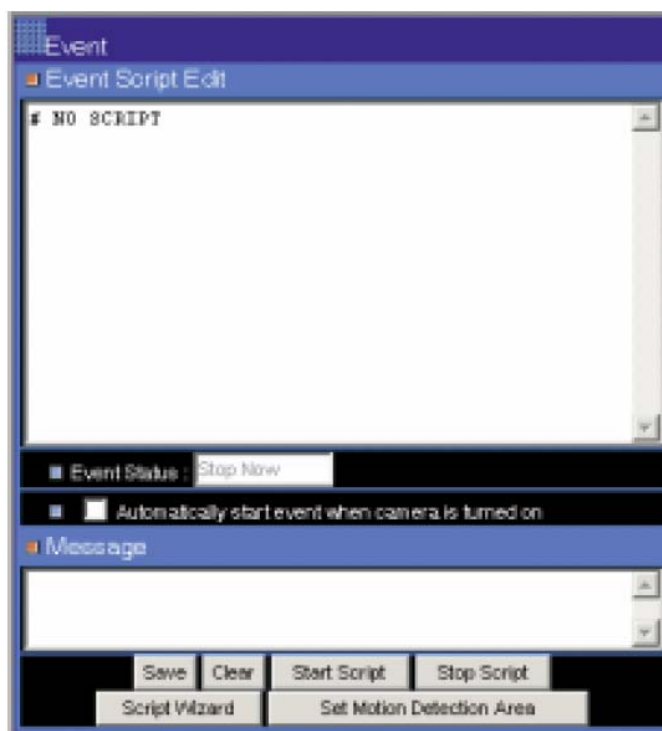 Event
Event Script Edit
# NO SCRIPT
Event Status : Stop Now
Automatically start event when camera is turned on
Message
Save Clear Start Script Stop Script
Script Wizard Set Motion Detection Area